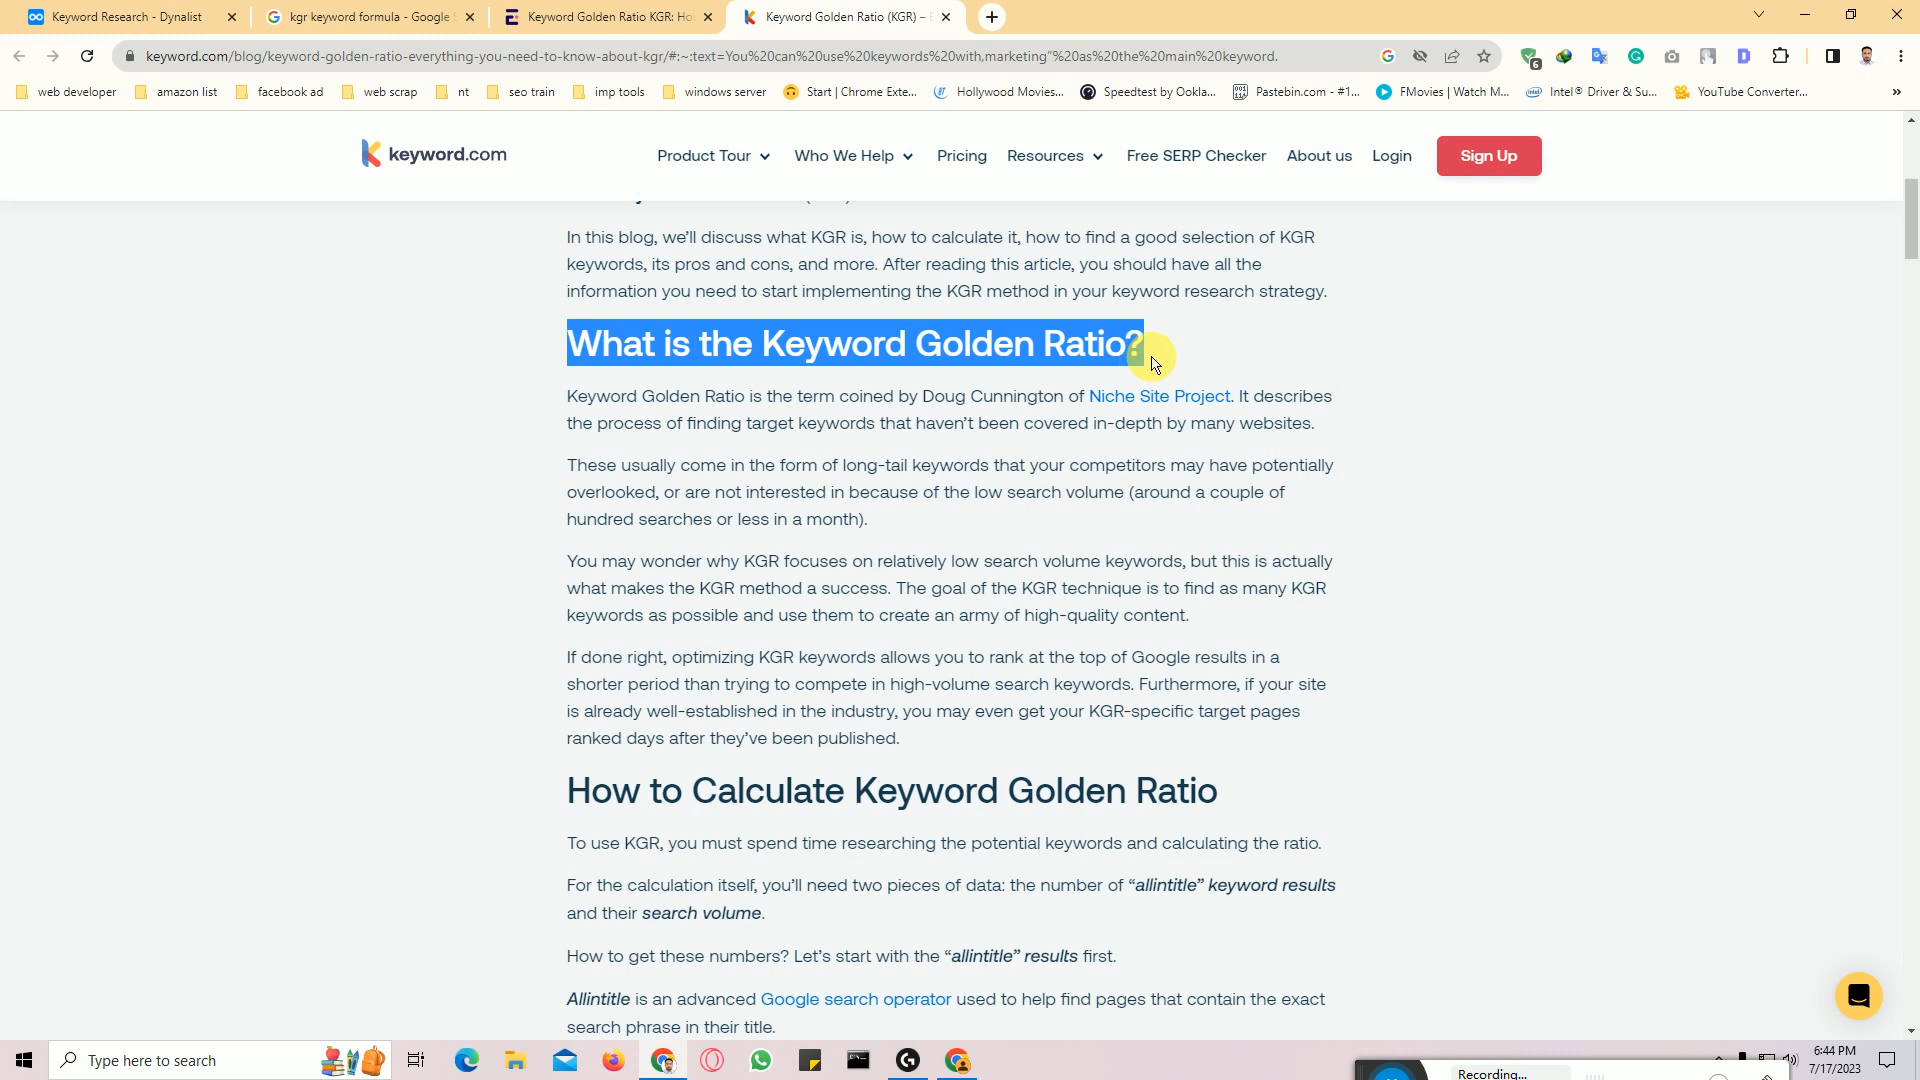 Keyword Research - Dynalist
kgr keyword formula - Google S
Keyword Golden Ratio KGR: Ho
Keyword Golden Ratio (KGR) – E
keyword.com/blog/keyword-golden-ratio-everything-you-need-to-know-about-kgr/#:~:text=You%20can%20use%20keywords%20with,marketing"%20as%20the%20main%20keyword.
6
web developer
amazon list
facebook ad
web scrap
nt
seo train
imp tools
windows server
Start | Chrome Exte...
Hollywood Movies...
Speedtest by Ookla...
Pastebin.com - #1...
FMovies | Watch M...
Intel® Driver & Su...
YouTube Converter...
»
keyword.com
Product Tour
Who We Help
Pricing
Resources
Free SERP Checker
About us
Login
Sign Up
In this blog, we'll discuss what KGR is, how to calculate it, how to find a good selection of KGR
keywords, its pros and cons, and more. After reading this article, you should have all the
information you need to start implementing the KGR method in your keyword research strategy.
What is the Keyword Golden Ratio?
Keyword Golden Ratio is the term coined by Doug Cunnington of Niche Site Project. It describes
the process of finding target keywords that haven't been covered in-depth by many websites.
These usually come in the form of long-tail keywords that your competitors may have potentially
overlooked, or are not interested in because of the low search volume (around a couple of
hundred searches or less in a month).
You may wonder why KGR focuses on relatively low search volume keywords, but this is actually
what makes the KGR method a success. The goal of the KGR technique is to find as many KGR
keywords as possible and use them to create an army of high-quality content.
If done right, optimizing KGR keywords allows you to rank at the top of Google results in a
shorter period than trying to compete in high-volume search keywords. Furthermore, if your site
is already well-established in the industry, you may even get your KGR-specific target pages
ranked days after they've been published.
How to Calculate Keyword Golden Ratio
To use KGR, you must spend time researching the potential keywords and calculating the ratio.
For the calculation itself, you'll need two pieces of data: the number of “allintitle” keyword results
and their search volume.
How to get these numbers? Let's start with the “allintitle” results first.
Allintitle is an advanced Google search operator used to help find pages that contain the exact
search phrase in their title.
Type here to search
Recording...
6:44 PM
7/17/2023